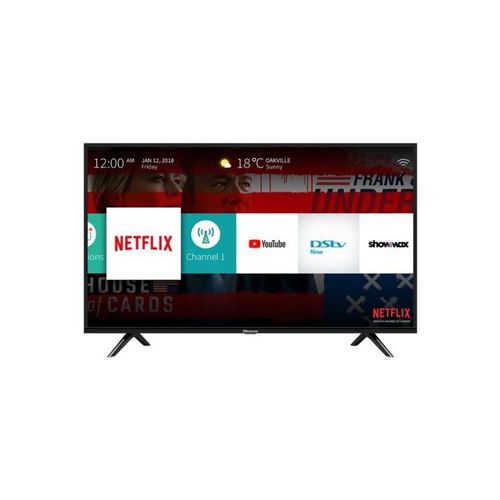 12:00 AM
JAN 12, 2018
Friday
18°C
OAKVILLE
Sunny
FRANK
NETFLIX
Channel 1
YouTube
DStv
Now
showmax
ions
HOUSE
of CARDS
NETFLIX
Hisense